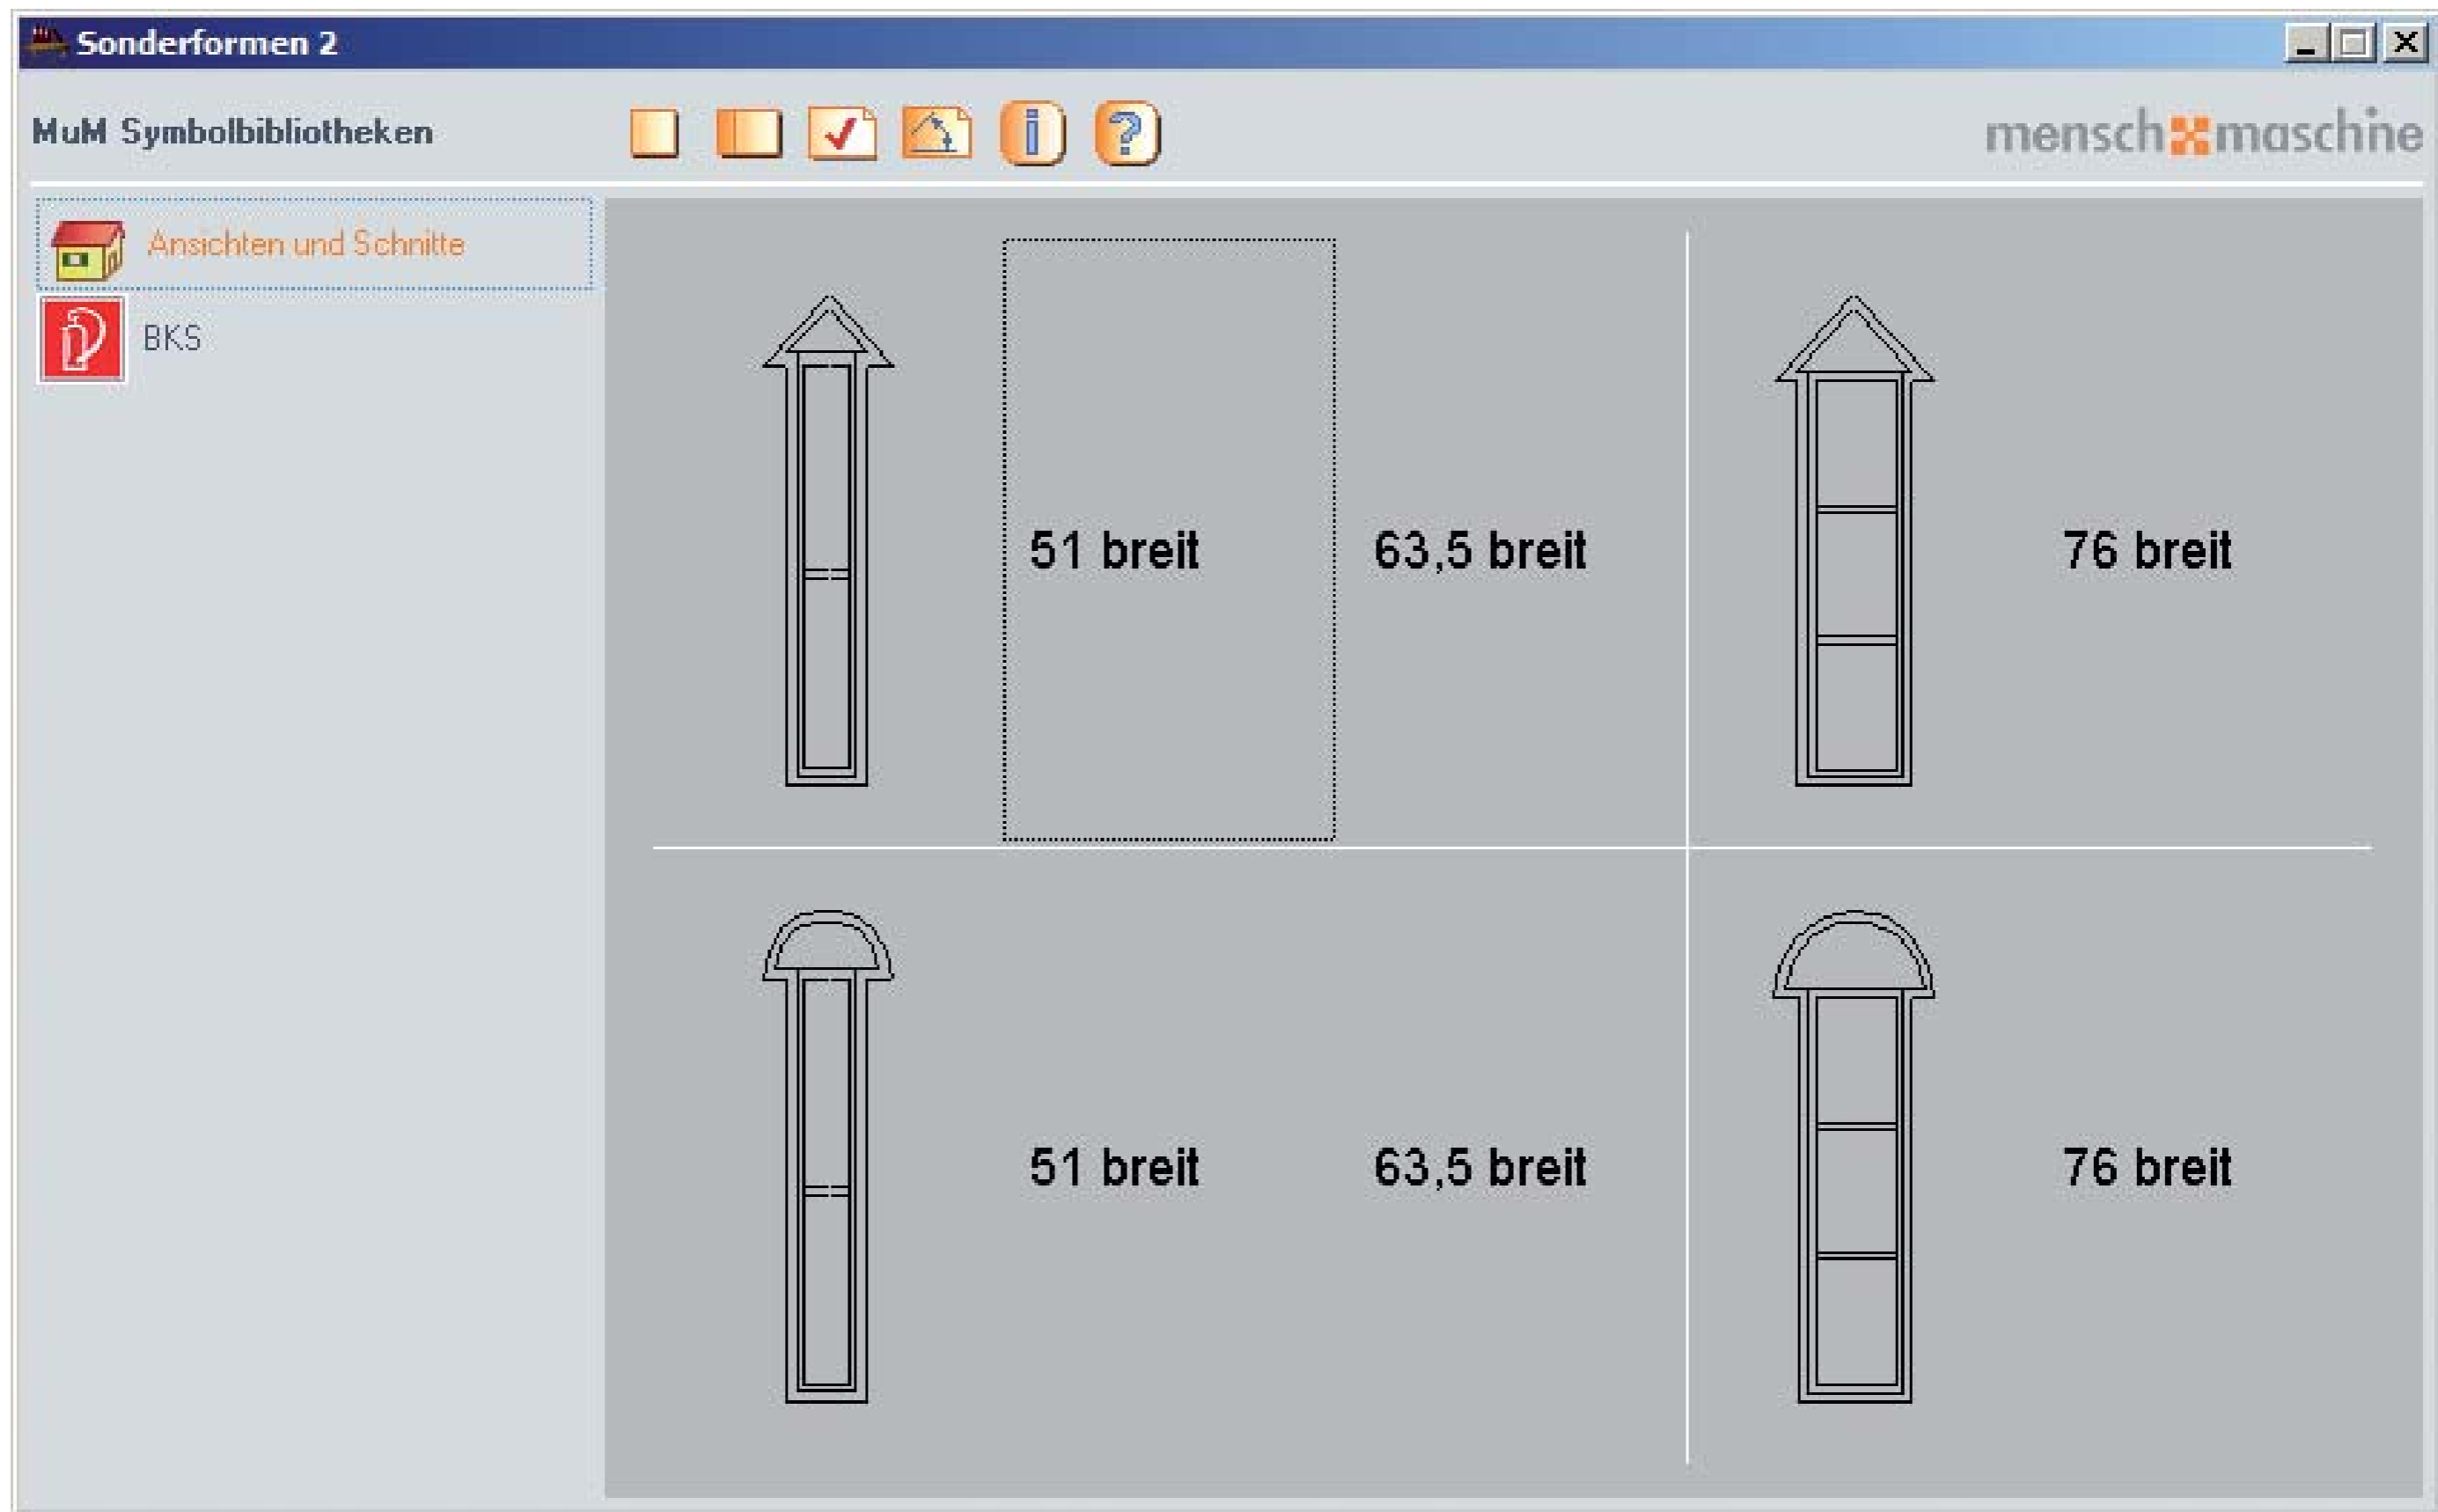 Sonderformen 2
MuM Symbolbibliotheken
mensch maschine
Ansichten und Schnitte
BKS
51 breit 63,5 breit 76 breit
51 breit 63,5 breit 76 breit